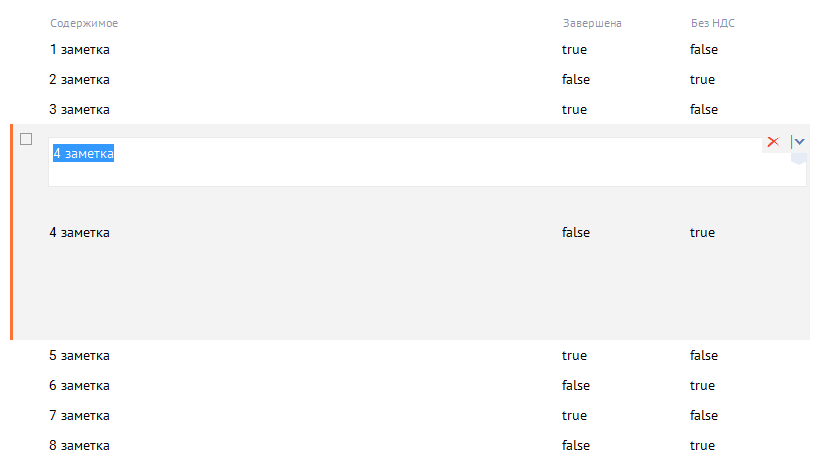 Содержимое Завершена Без НДС
1 заметка true false
2 заметка false true
3 заметка true false
4 заметка
4 заметка false true
5 заметка true false
6 заметка false true
7 заметка true false
8 заметка false true